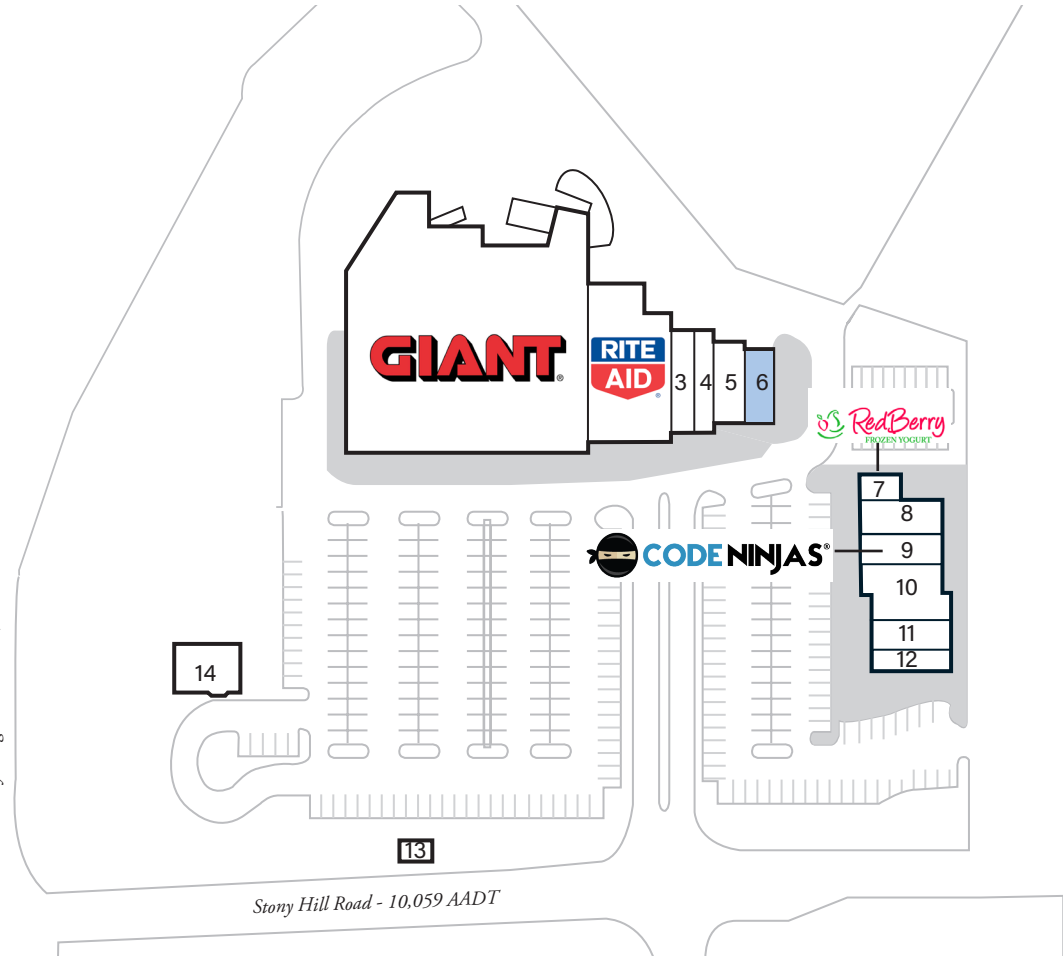 GIANT®
RITE
AID®
3
4
5
6
RedBerry
FROZEN YOGURT
7
8
CODE NINJAS®
9
10
11
12
14
13
Stony Hill Road - 10,059 AADT